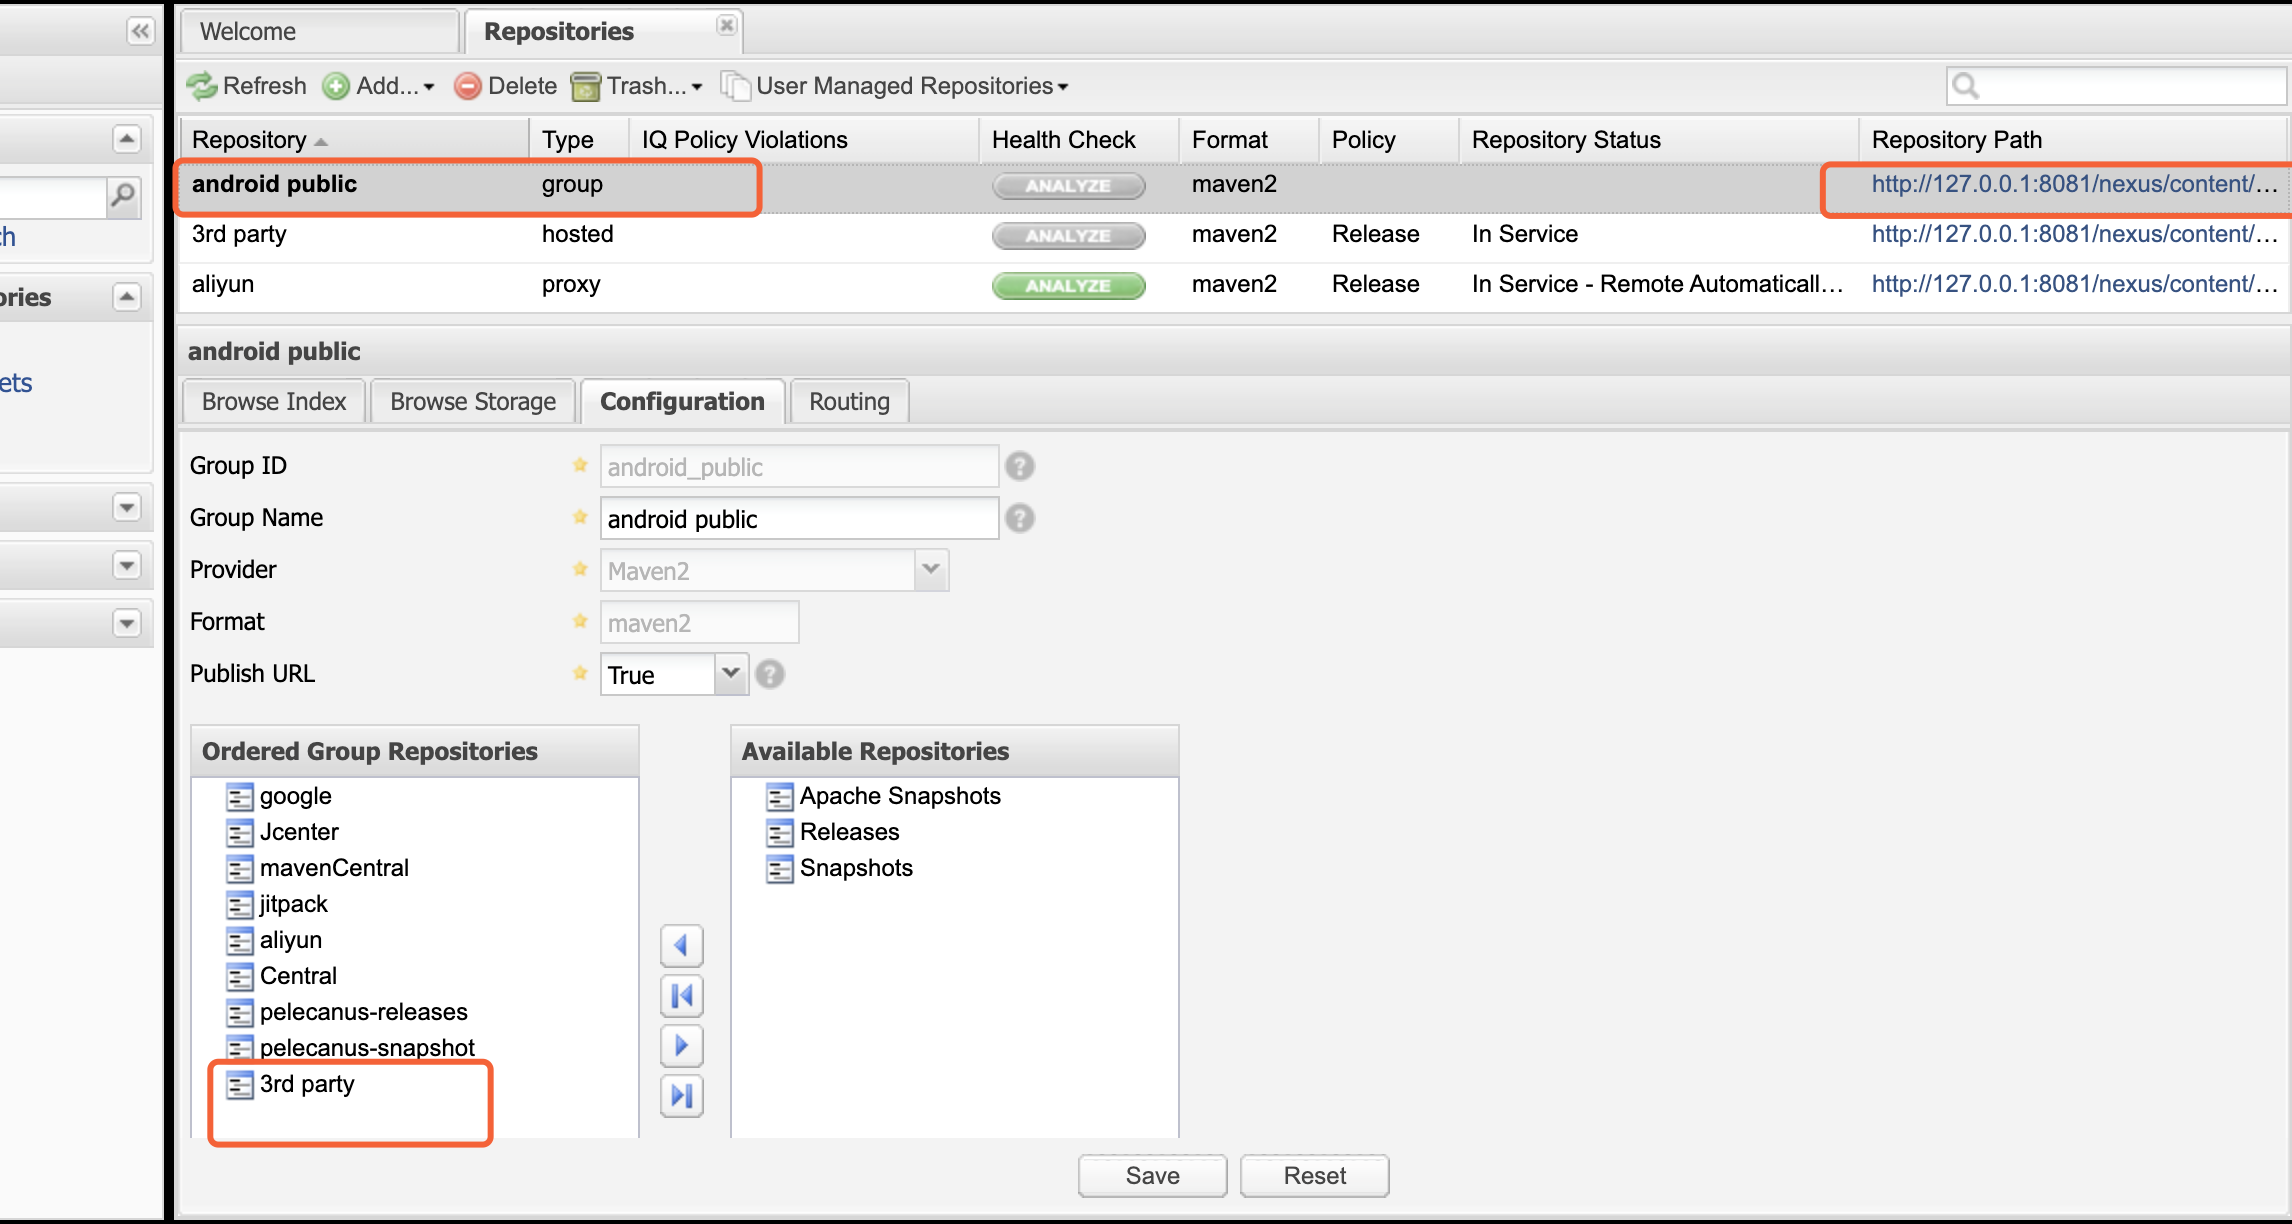 Welcome
Repositories
Refresh Add... Delete Trash... User Managed Repositories
Repository Type IQ Policy Violations Health Check Format Policy Repository Status Repository Path
android public group ANALYZE maven2 http://127.0.0.1:8081/nexus/content/...
3rd party hosted ANALYZE maven2 Release In Service http://127.0.0.1:8081/nexus/content/...
aliyun proxy ANALYZE maven2 Release In Service - Remote Automaticall... http://127.0.0.1:8081/nexus/content/...
ch
ories
ets
android public
Browse Index Browse Storage Configuration Routing
Group ID android_public
Group Name android public
Provider Maven2
Format maven2
Publish URL True
Ordered Group Repositories
google
Jcenter
mavenCentral
jitpack
aliyun
Central
pelecanus-releases
pelecanus-snapshot
3rd party
Available Repositories
Apache Snapshots
Releases
Snapshots
Save Reset